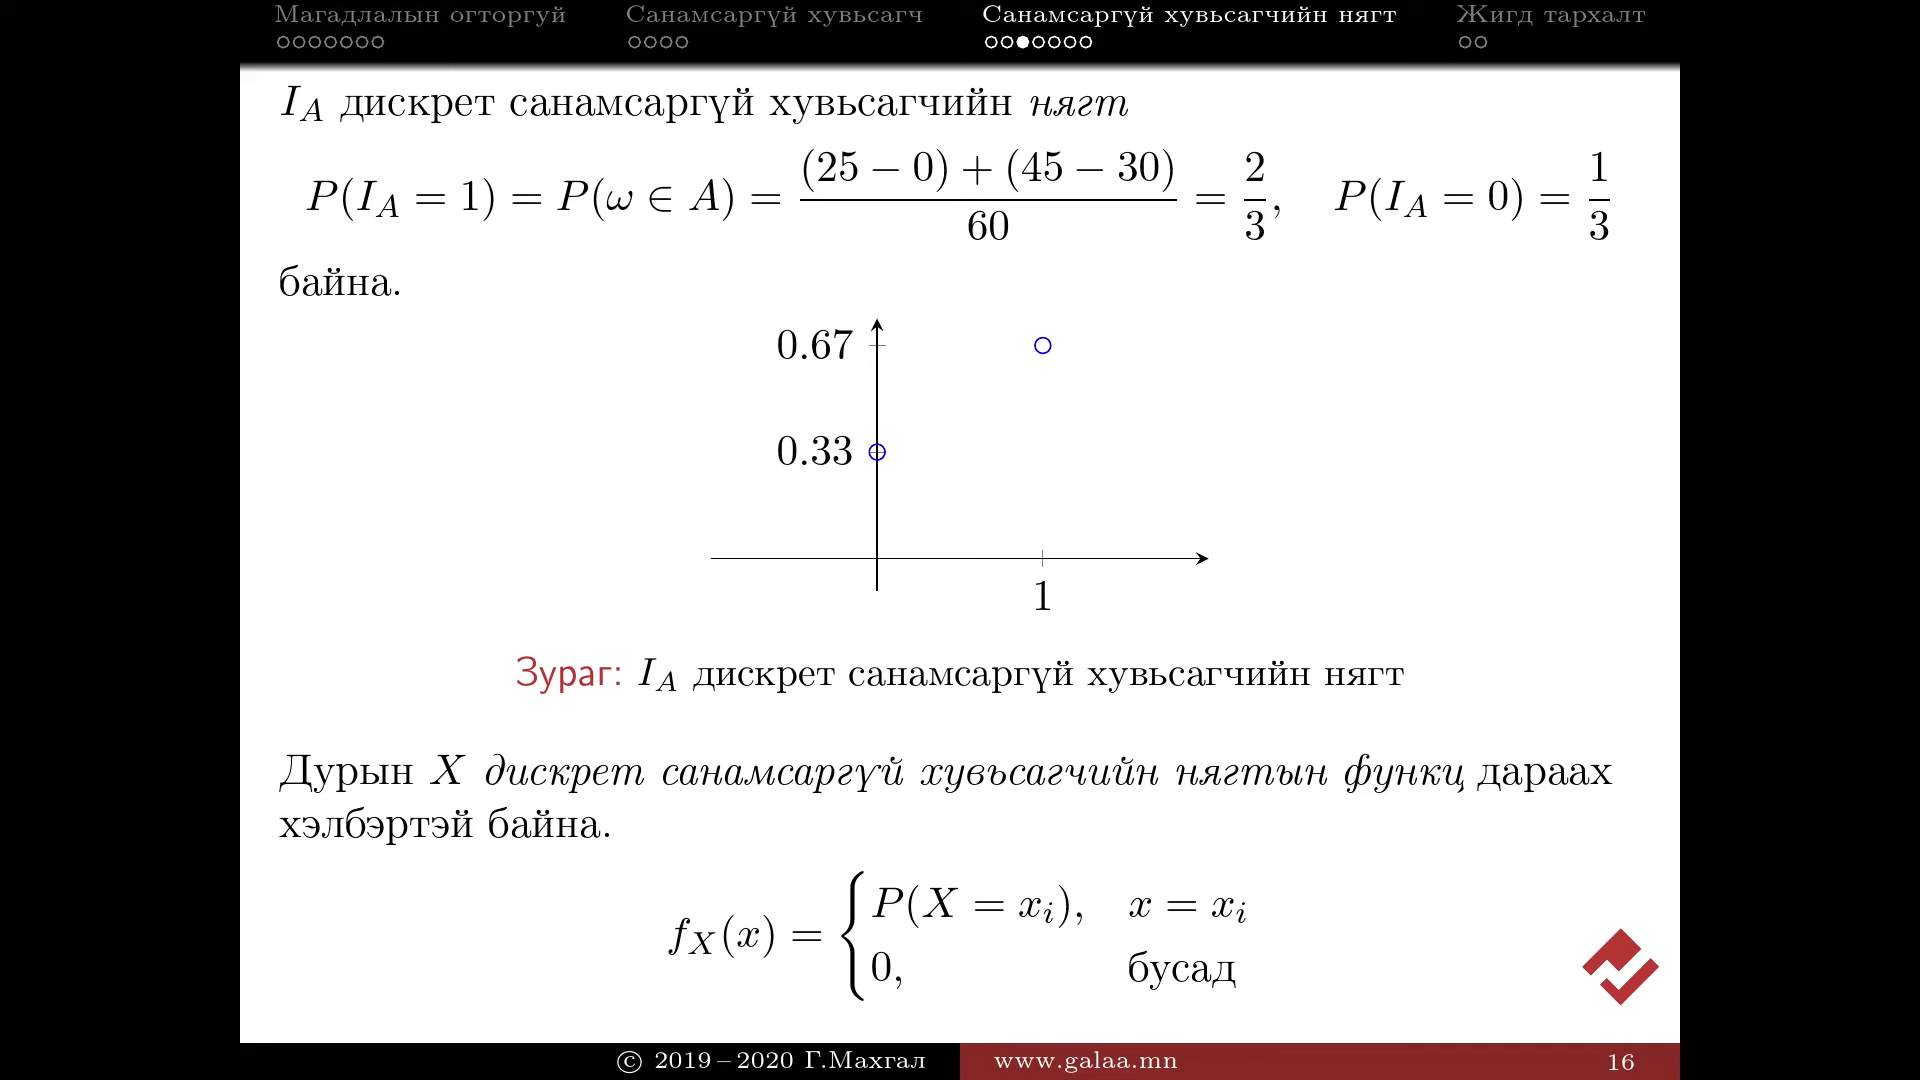 Магадлалын огторгуй Санамсаргүй хувьсагч Санамсаргүй хувьсагчийн нягт Жигд тархалт
I_A дискрет санамсаргүй хувьсагчийн нягт
P(I_A = 1) = P(ω ∈ A) = \frac{(25 − 0) + (45 − 30)}{60} = \frac{2}{3}, P(I_A = 0) = \frac{1}{3}
байна.
0.67
0.33
1
Зураг: I_A дискрет санамсаргүй хувьсагчийн нягт
Дурын X дискрет санамсаргүй хувьсагчийн нягтын функц дараах
хэлбэртэй байна.
f_X(x) = { P(X = x_i), x = x_i
0, бусад
© 2019–2020 Г.Махгал www.galaa.mn 16